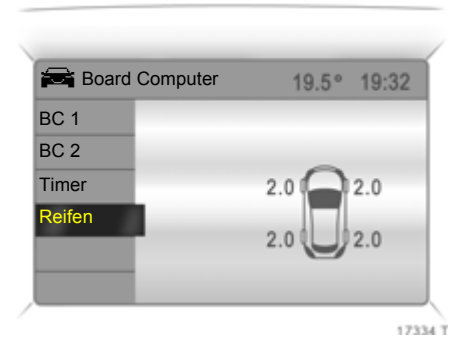 Board Computer 19.5° 19:32
BC 1
BC 2
Timer
Reifen
2.0 2.0
2.0 2.0
17334 T